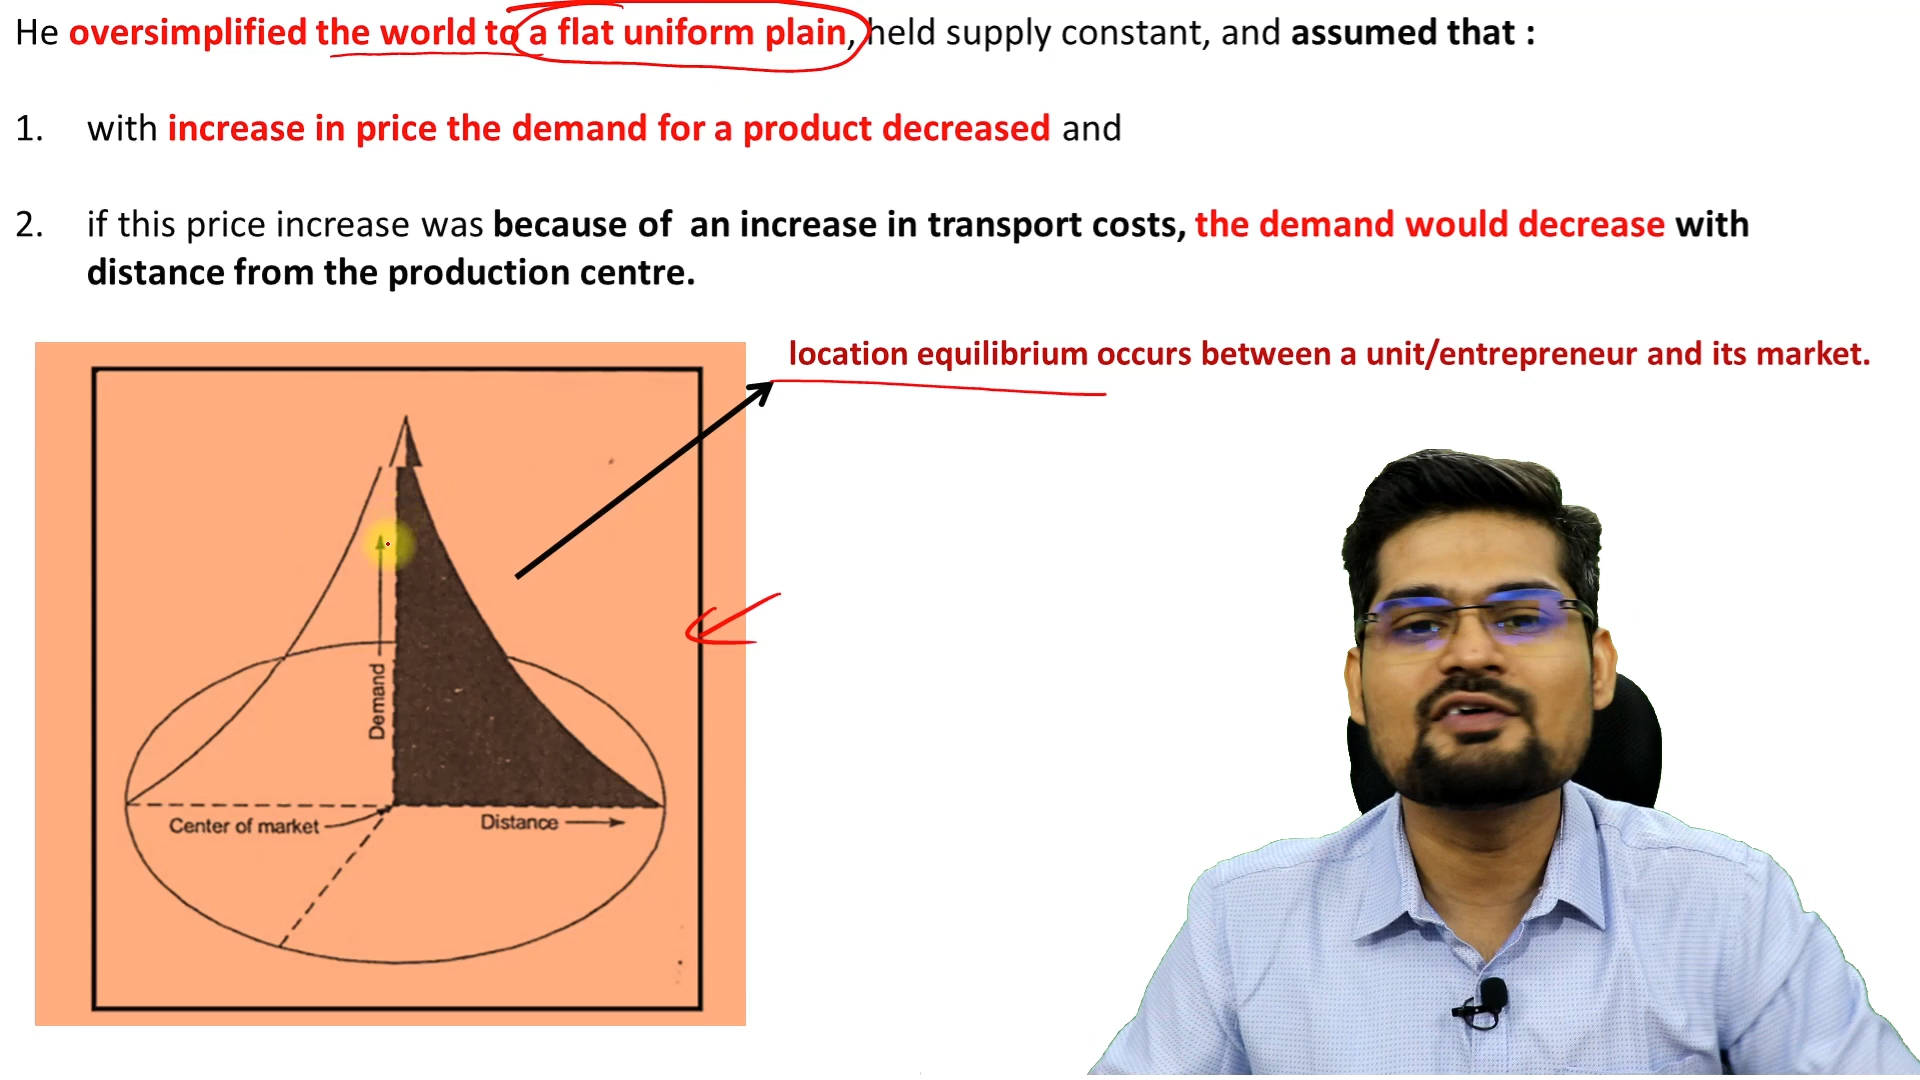 He oversimplified the world to a flat uniform plain, held supply constant, and assumed that :
1. with increase in price the demand for a product decreased and
2. if this price increase was because of an increase in transport costs, the demand would decrease with
distance from the production centre.
location equilibrium occurs between a unit/entrepreneur and its market.
Demand
Center of market
Distance